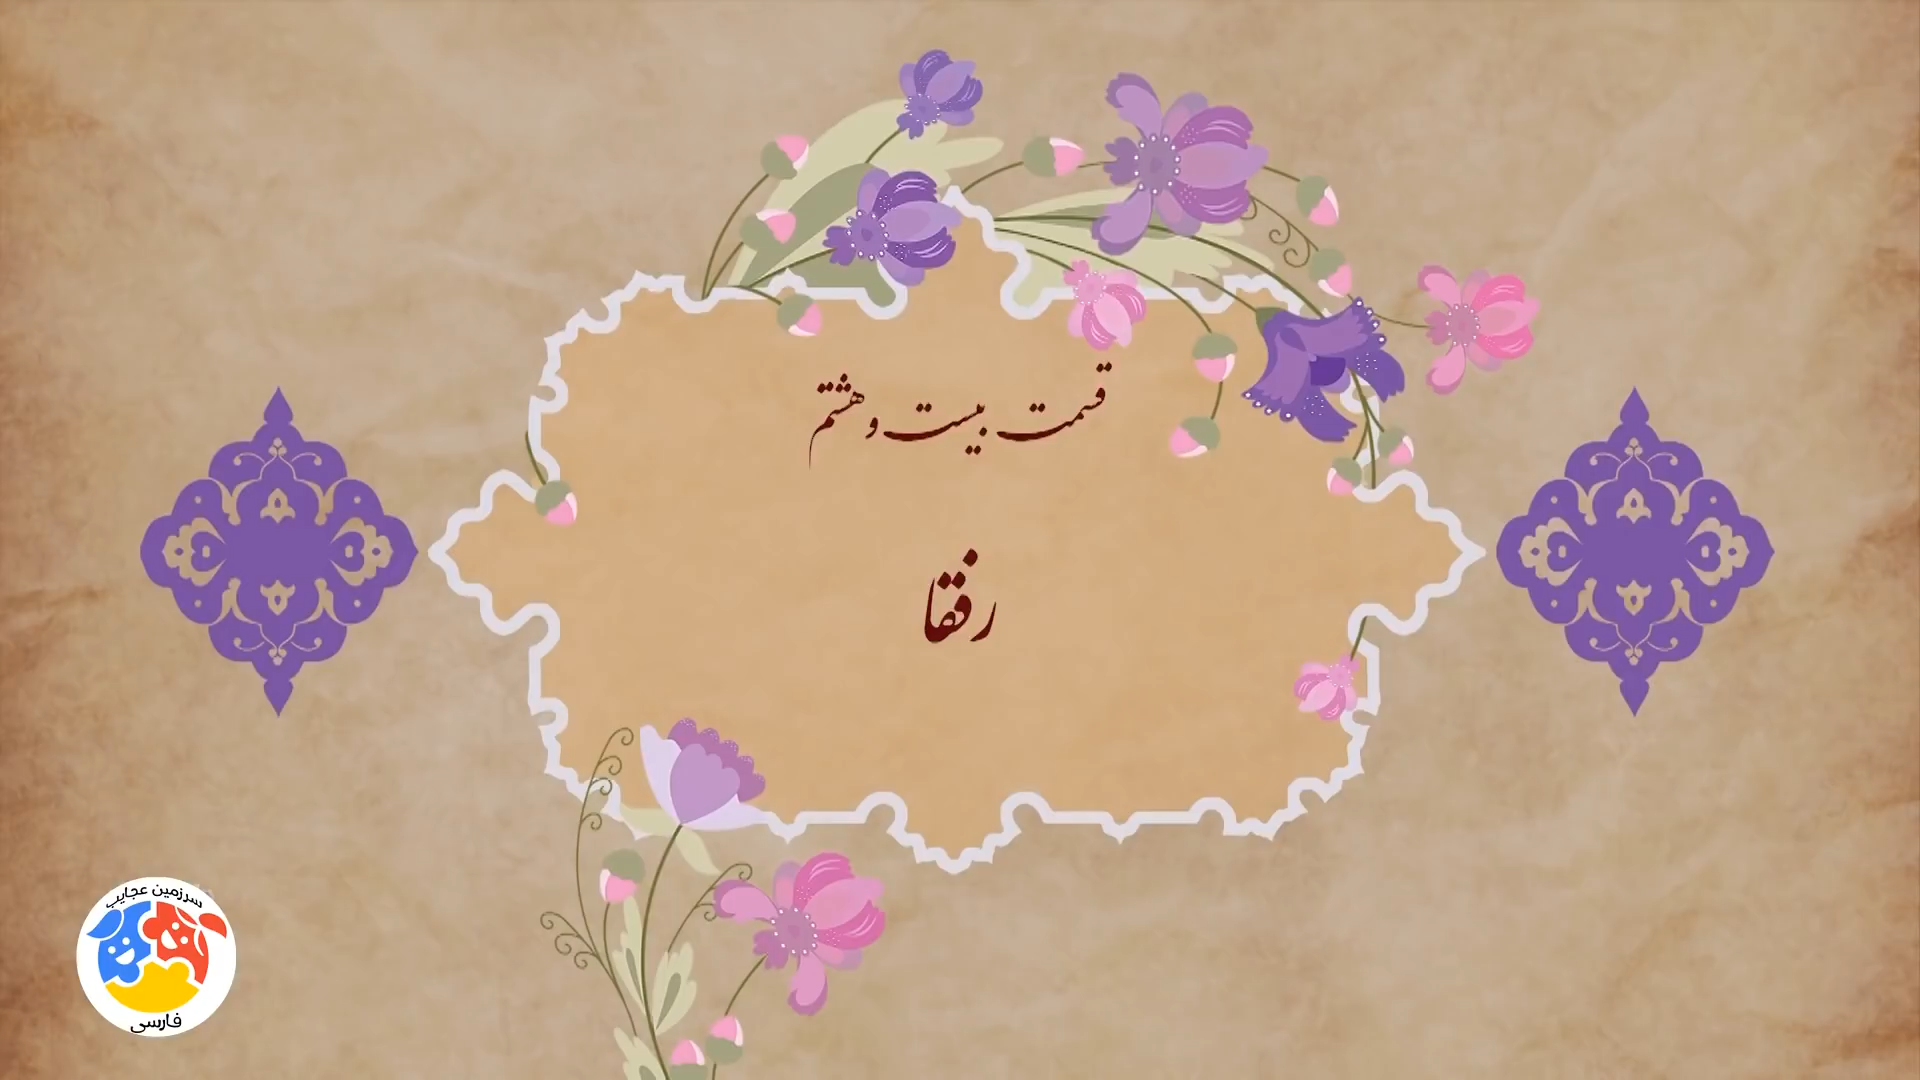 قسمت بیست و هشتم
رفقا
سرزمین عجایب
فارسی